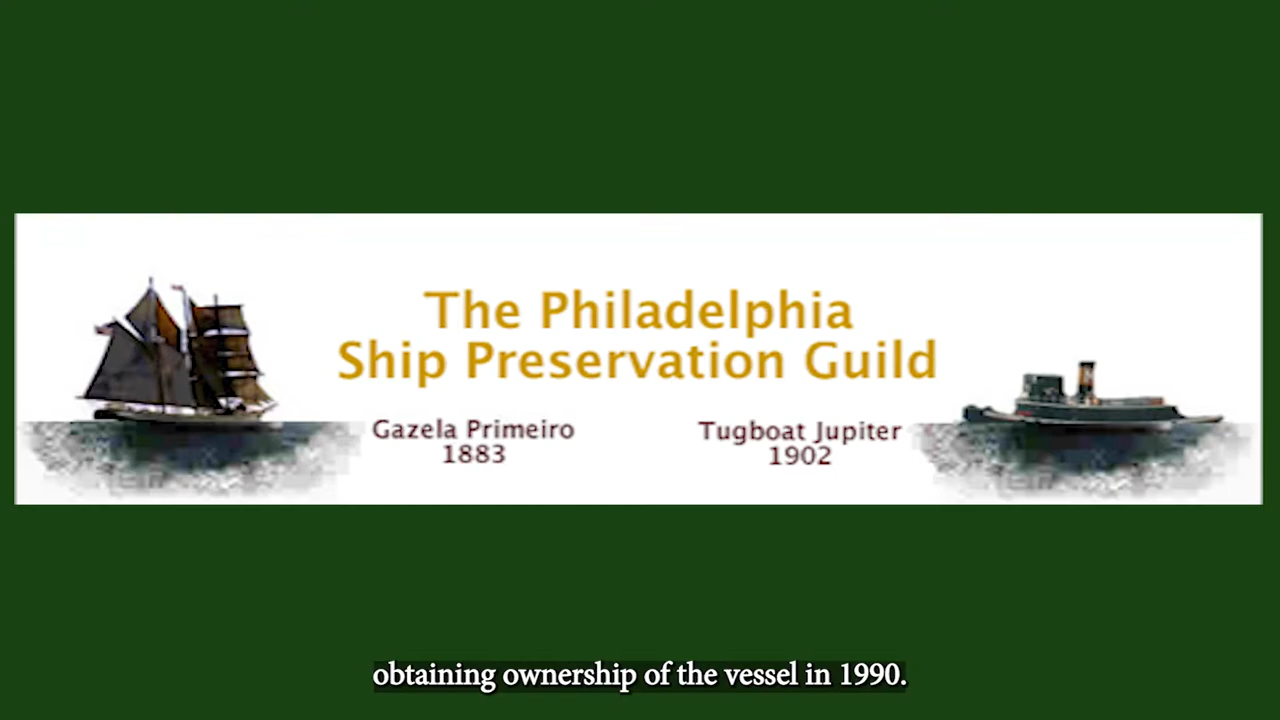 The Philadelphia
Ship Preservation Guild
Gazela Primeiro
1883
Tugboat Jupiter
1902
obtaining ownership of the vessel in 1990.